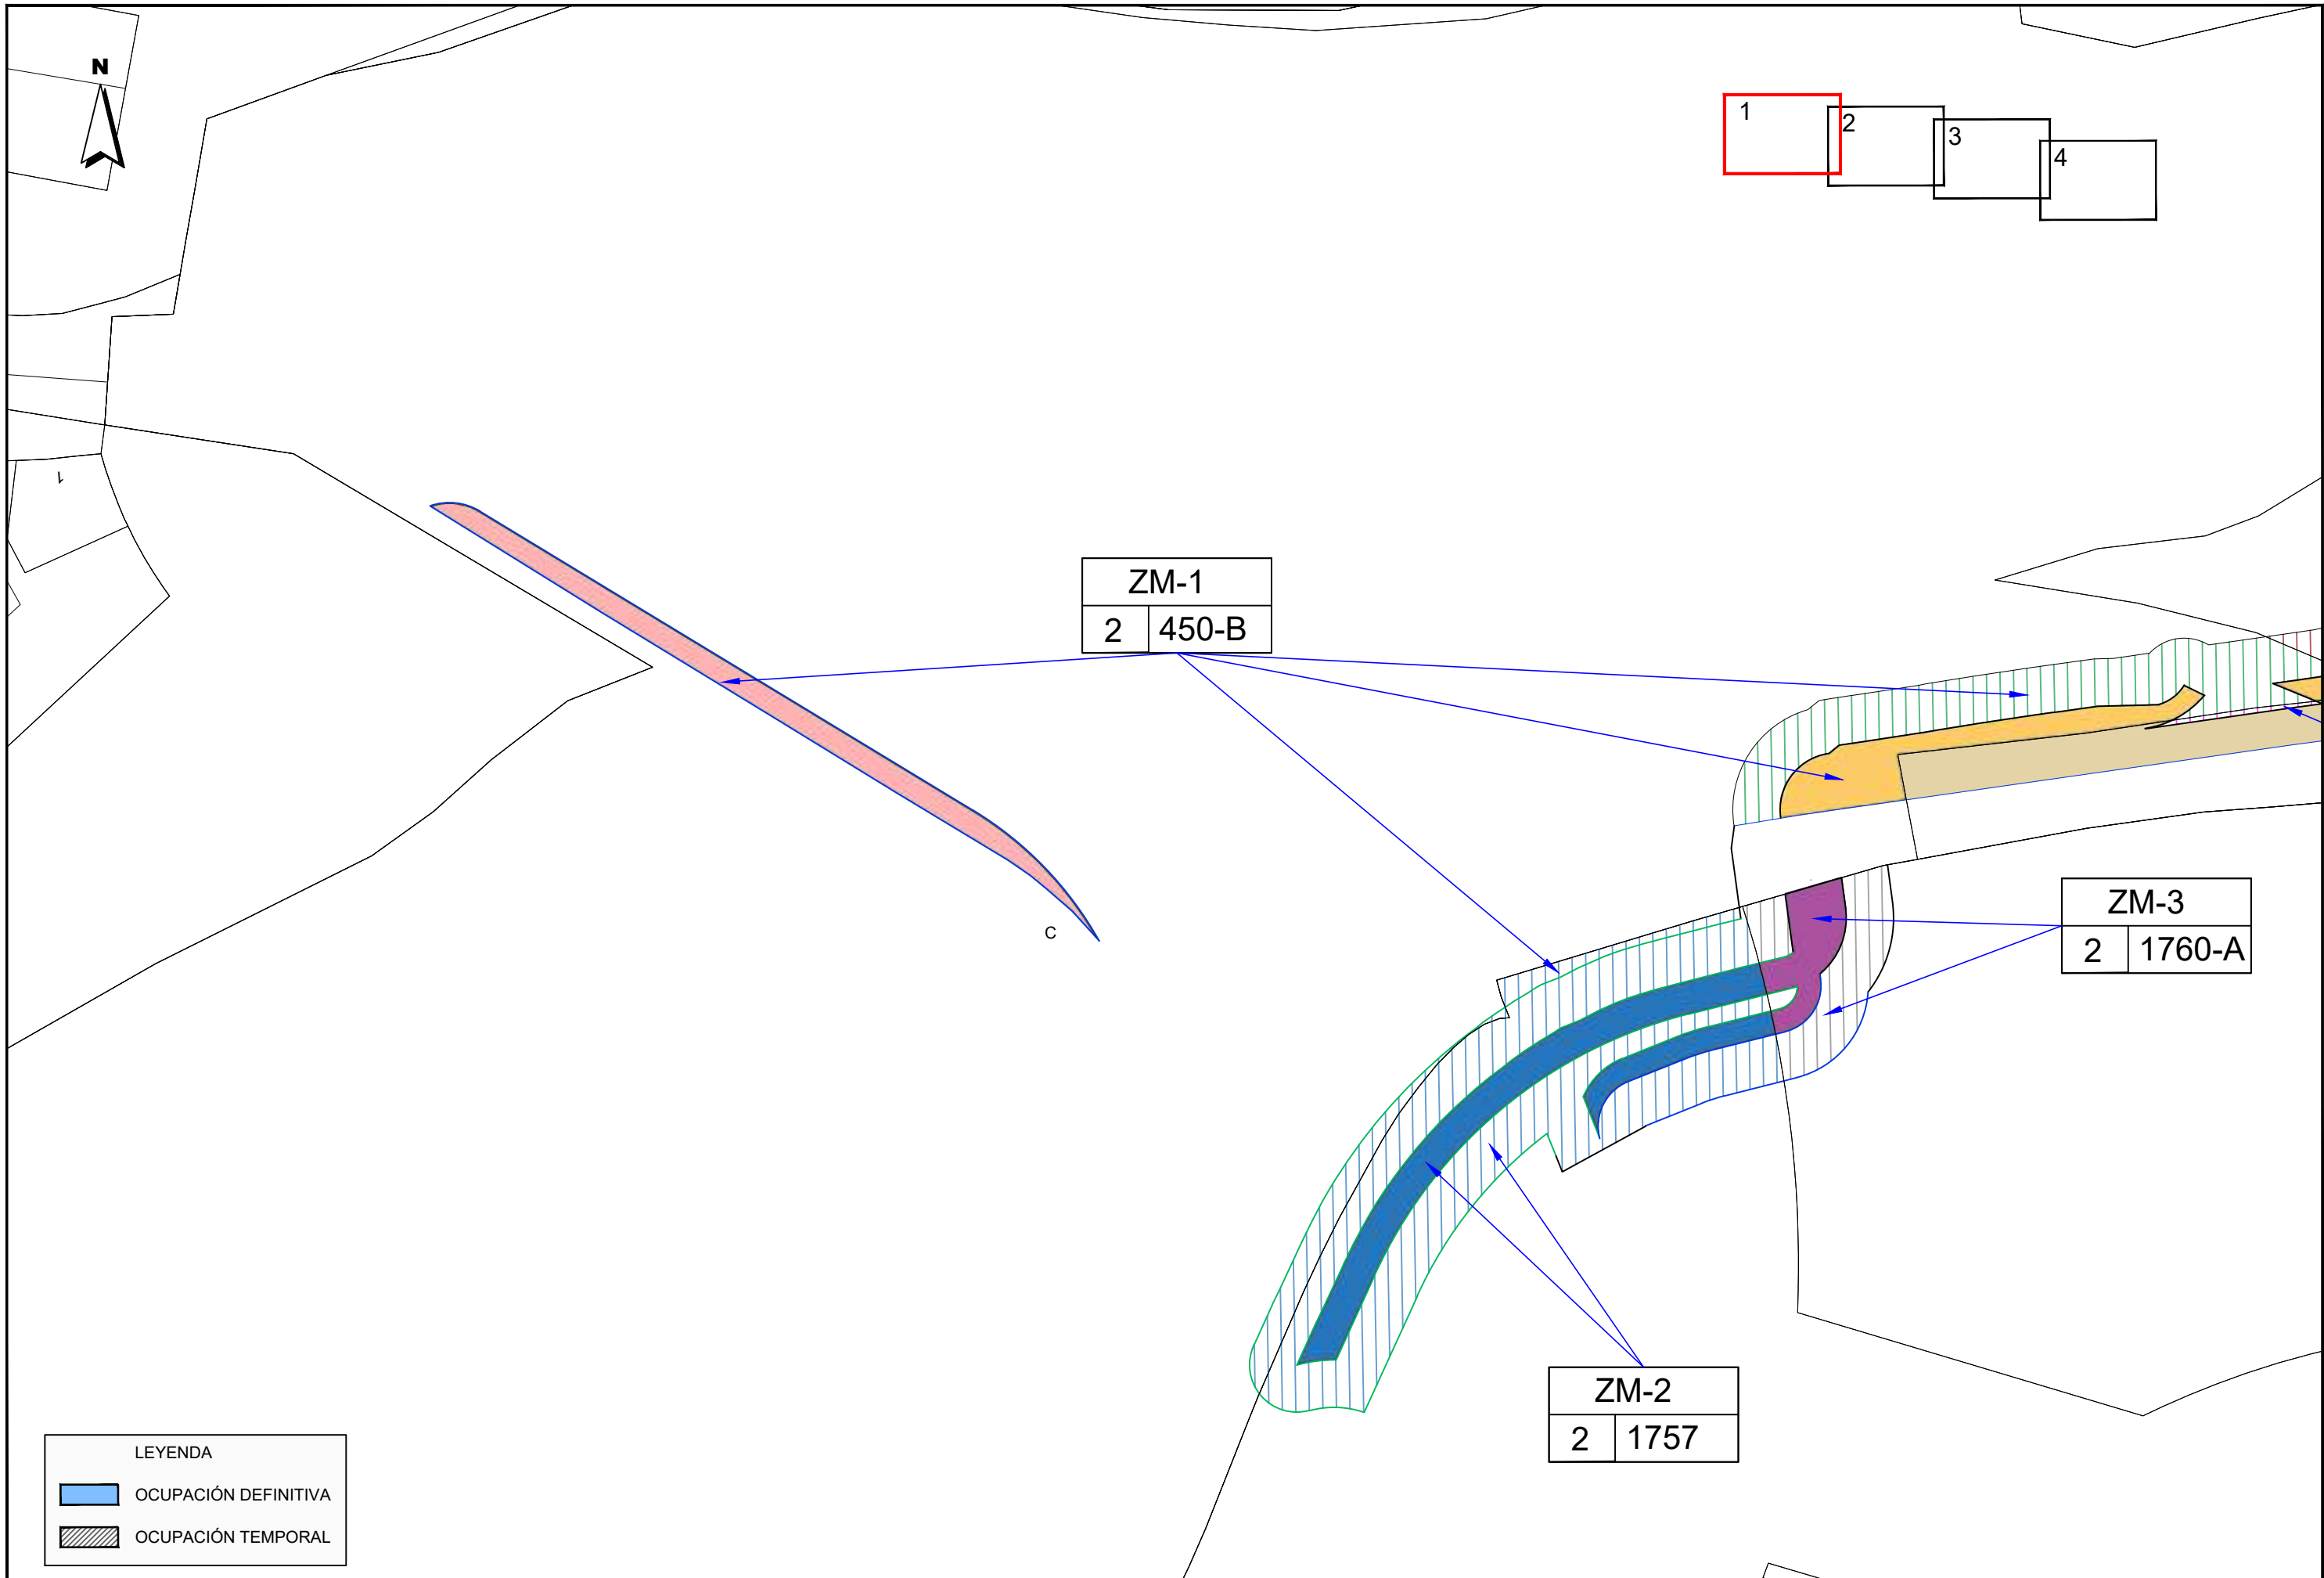 N
1
2
3
4
1
ZM-1
2 450-B
C
ZM-3
2 1760-A
ZM-2
2 1757
LEYENDA
OCUPACIÓN DEFINITIVA
OCUPACIÓN TEMPORAL